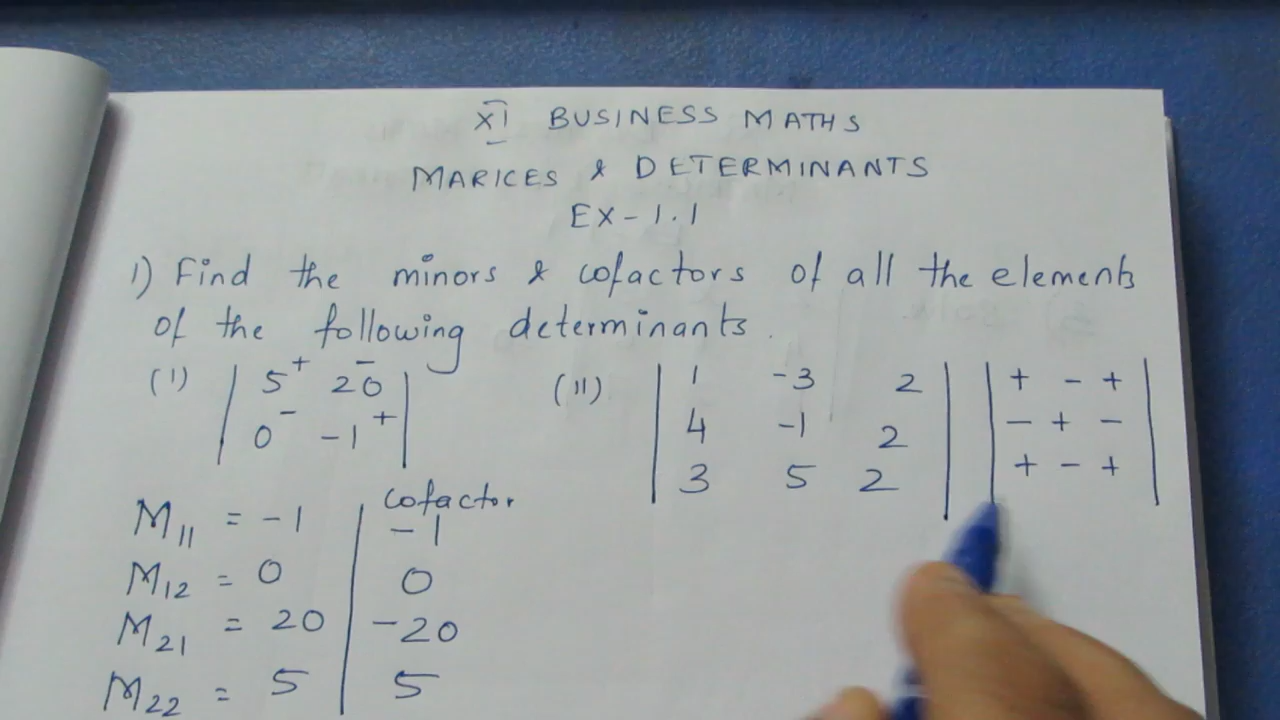 XI BUSINESS MATHS
MARICES & DETERMINANTS
EX-1.1
1) Find the minors & cofactors of all the elements
of the following determinants.
(I) | 5+ 20- |
| 0- -1+ |
(II) | 1 -3 2 | | + - + |
| 4 -1 2 | | - + - |
| 3 5 2 | | + - + |
cofactor
M11 = -1 | -1
M12 = 0 | 0
M21 = 20 | -20
M22 = 5 | 5